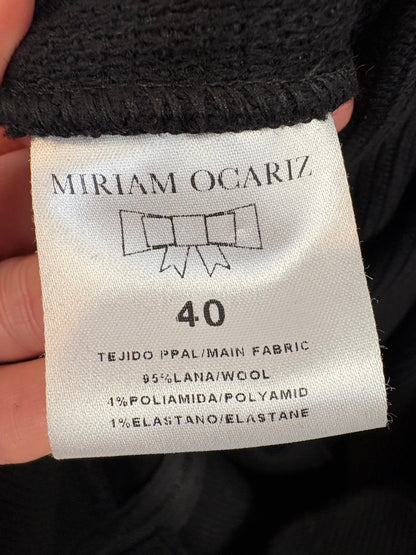 MIRIAM OCARIZ
40
TEJIDO PPAL/MAIN FABRIC
95%LANA/WOOL
4%POLIAMIDA/POLYAMID
1%ELASTANO/ELASTANE